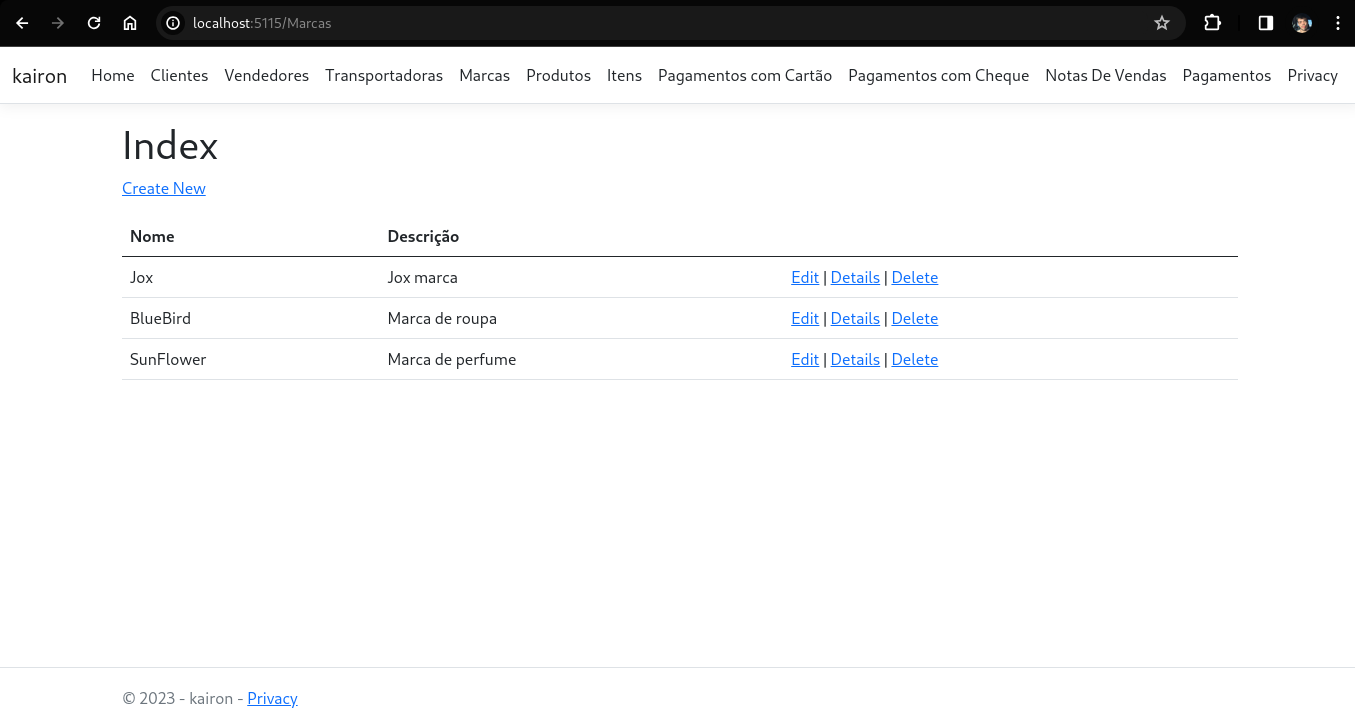 localhost:5115/Marcas
kairon Home Clientes Vendedores Transportadoras Marcas Produtos Itens Pagamentos com Cartão Pagamentos com Cheque Notas De Vendas Pagamentos Privacy
Index
Create New
Nome Descrição
Jox Jox marca Edit | Details | Delete
BlueBird Marca de roupa Edit | Details | Delete
SunFlower Marca de perfume Edit | Details | Delete
© 2023 - kairon - Privacy